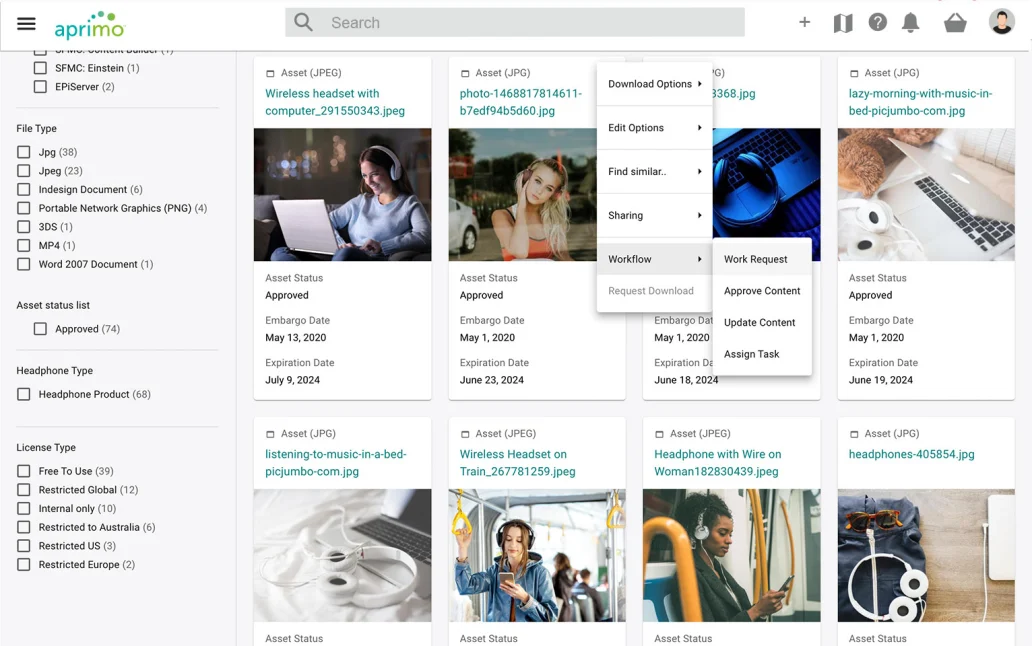 aprimo
Search
SFMC: Content Builder (1)
SFMC: Einstein (1)
EPiServer (2)
File Type
Jpg (38)
Jpeg (23)
Indesign Document (6)
Portable Network Graphics (PNG) (4)
3DS (1)
MP4 (1)
Word 2007 Document (1)
Asset status list
Approved (74)
Headphone Type
Headphone Product (68)
License Type
Free To Use (39)
Restricted Global (12)
Internal only (10)
Restricted to Australia (6)
Restricted US (3)
Restricted Europe (2)
Asset (JPEG)
Wireless headset with
computer_291550343.jpeg
Asset Status
Approved
Embargo Date
May 13, 2020
Expiration Date
July 9, 2024
Asset (JPG)
photo-1468817814611-
b7edf94b5d60.jpg
Asset Status
Approved
Embargo Date
May 1, 2020
Expiration Date
June 23, 2024
Download Options
Edit Options
Find similar..
Sharing
Workflow
Request Download
Work Request
Approve Content
Update Content
Assign Task
PG)
3368.jpg
Embargo Dat
May 1, 2020
Expiration Da
June 18, 2024
Asset (JPG)
lazy-morning-with-music-in-
bed-picjumbo-com.jpg
Asset Status
Approved
Embargo Date
May 1, 2020
Expiration Date
June 19, 2024
Asset (JPG)
listening-to-music-in-a-bed-
picjumbo-com.jpg
Asset Status
Asset (JPEG)
Wireless Headset on
Train_267781259.jpeg
Asset Status
Asset (JPEG)
Headphone with Wire on
Woman182830439.jpeg
Asset Status
Asset (JPG)
headphones-405854.jpg
Asset Status